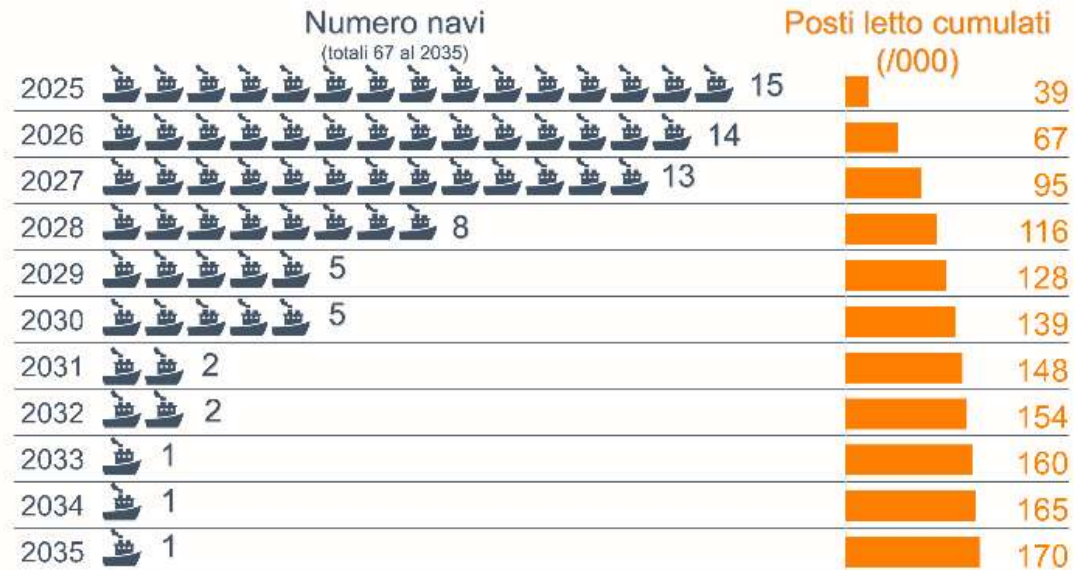 Numero navi
(totali 67 al 2035)
Posti letto cumulati
(/000)
2025 15 39
2026 14 67
2027 13 95
2028 8 116
2029 5 128
2030 5 139
2031 2 148
2032 2 154
2033 1 160
2034 1 165
2035 1 170